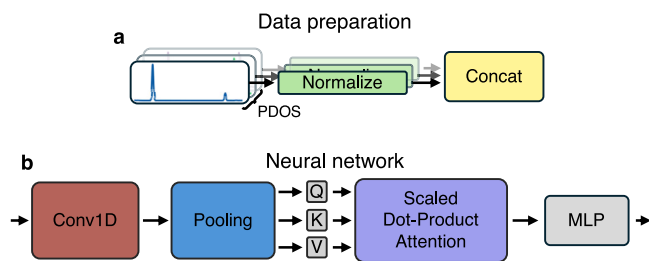 Data preparation
a
PDOS
Normalize
Concat
b
Neural network
Conv1D
Pooling
Q
K
V
Scaled
Dot-Product
Attention
MLP